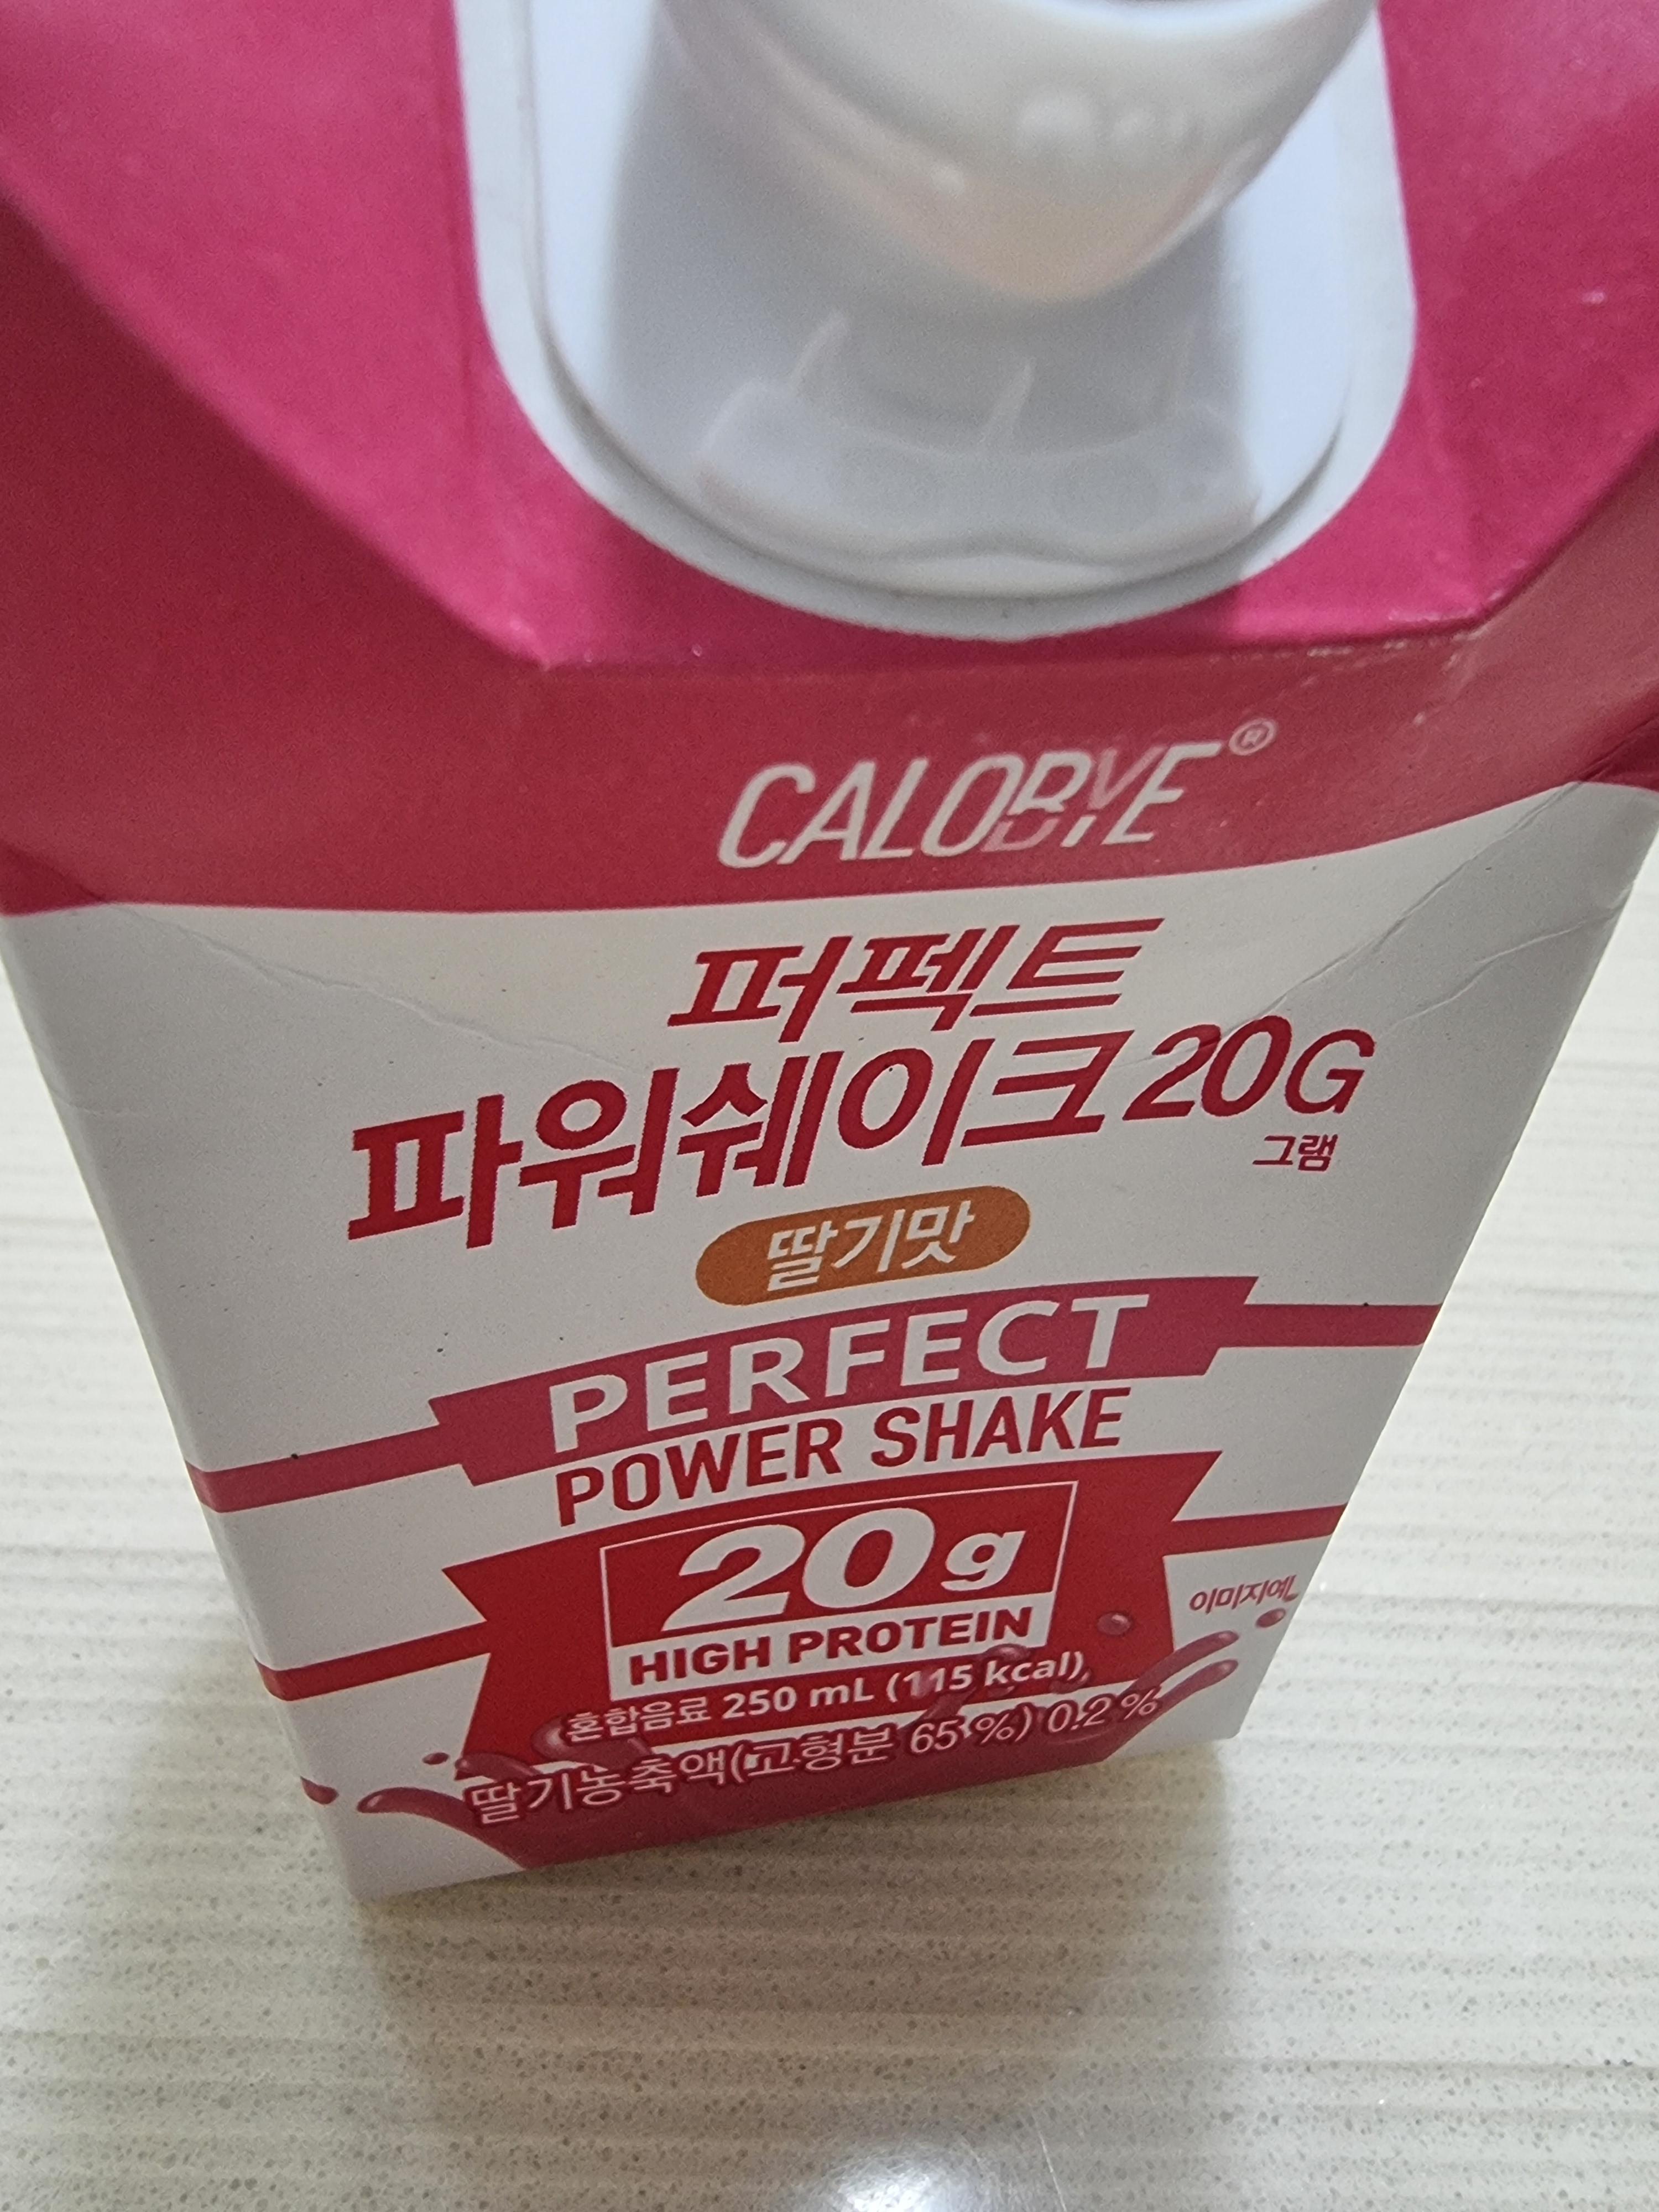 CALOBYE®
퍼펙트
파워쉐이크 20G
그램
딸기맛
PERFECT
POWER SHAKE
20g
HIGH PROTEIN
이미지예
혼합음료 250 mL (115 kcal)
딸기농축액(고형분 65 %) 0.2 %